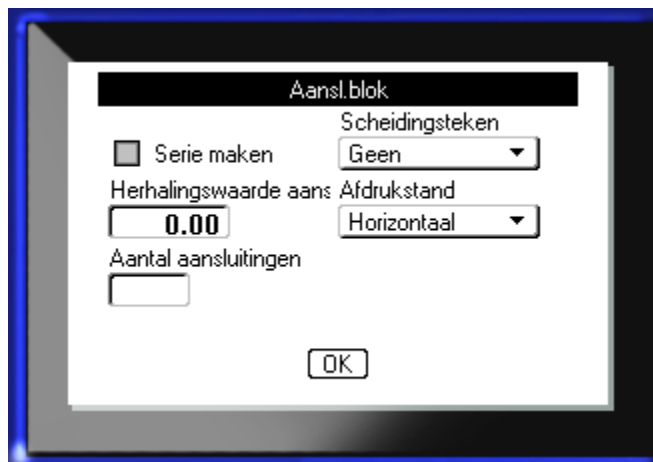 Aansl.blok
Scheidingsteken
Serie maken
Geen
Herhalingswaarde aans
Afdrukstand
0.00
Horizontaal
Aantal aansluitingen
OK